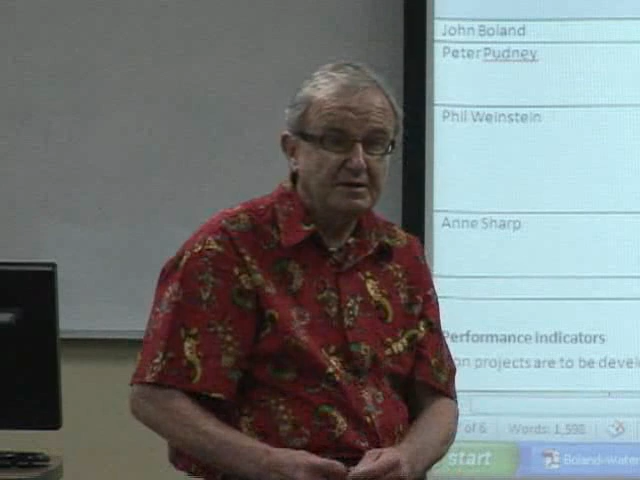 John Boland
Peter Pudney
Phil Weinstein
Anne Sharp
Performance indicators
on projects are to be devel
of 6 Words: 1,598
start Boland-Water